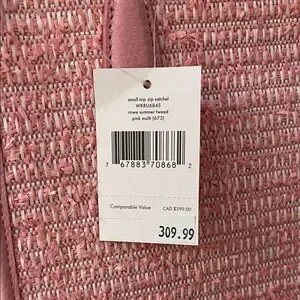 small top zip satchel
WKRU6843
rowe summer tweed
pink multi (673)
7 67883 70868 2
Comparable Value CAD $399.00
309.99